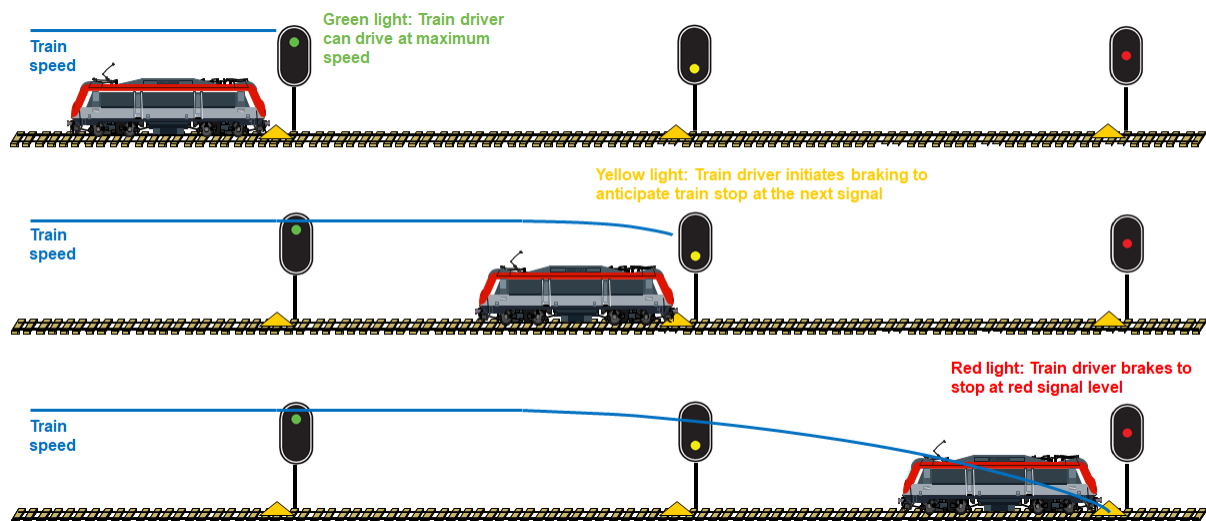 Green light: Train driver
can drive at maximum
speed
Train
speed
Yellow light: Train driver initiates braking to
anticipate train stop at the next signal
Train
speed
Red light: Train driver brakes to
stop at red signal level
Train
speed